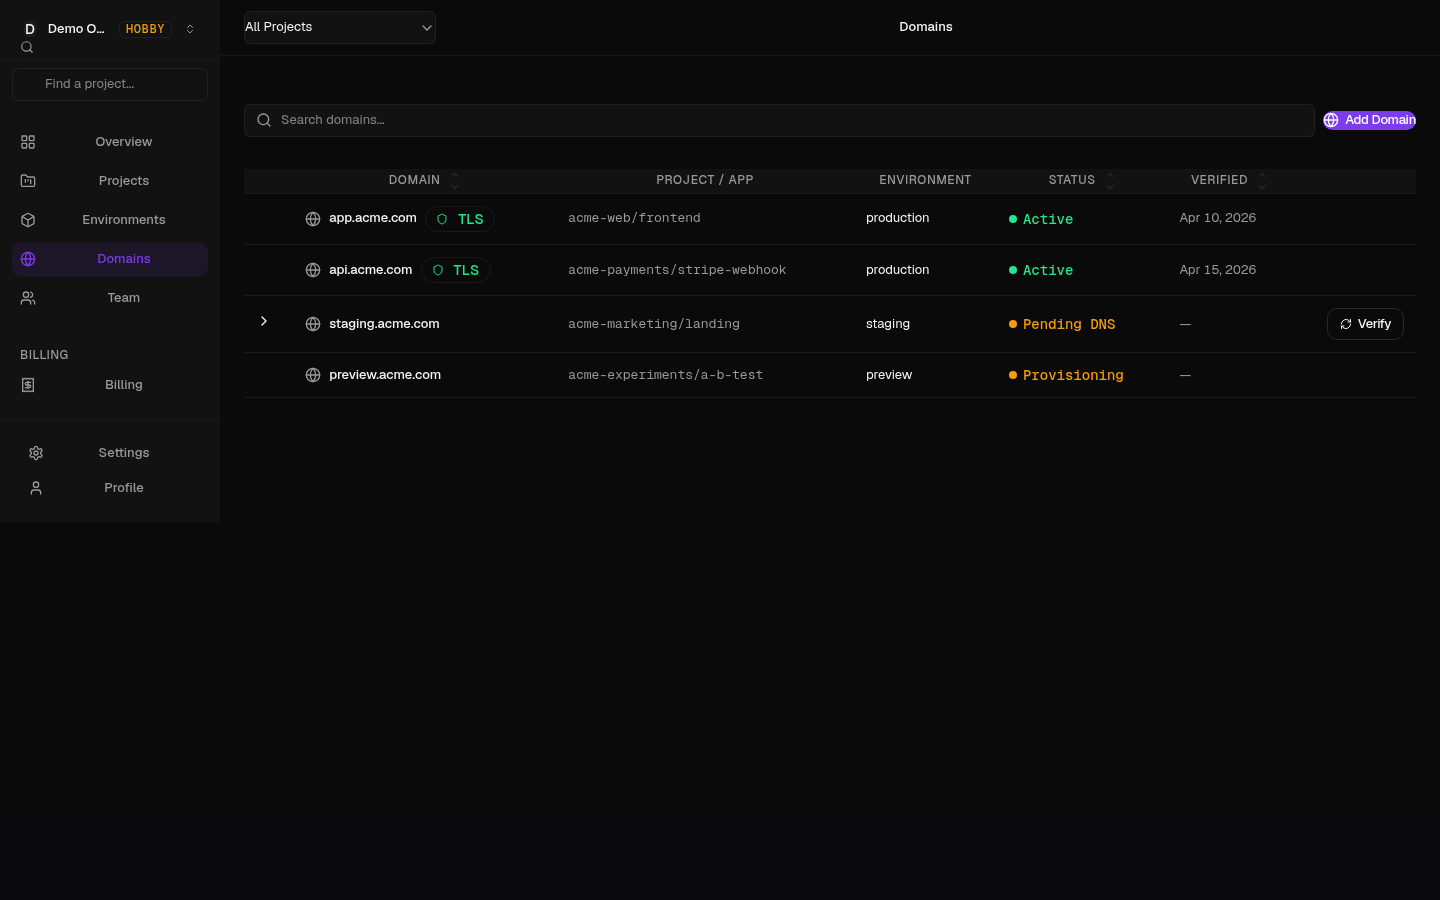 D Demo O... HOBBY
Find a project...
Overview
Projects
Environments
Domains
Team
BILLING
Billing
Settings
Profile
All Projects
Domains
Search domains...
Add Domain
DOMAIN PROJECT / APP ENVIRONMENT STATUS VERIFIED
app.acme.com TLS acme-web/frontend production Active Apr 10, 2026
api.acme.com TLS acme-payments/stripe-webhook production Active Apr 15, 2026
staging.acme.com acme-marketing/landing staging Pending DNS — Verify
preview.acme.com acme-experiments/a-b-test preview Provisioning —